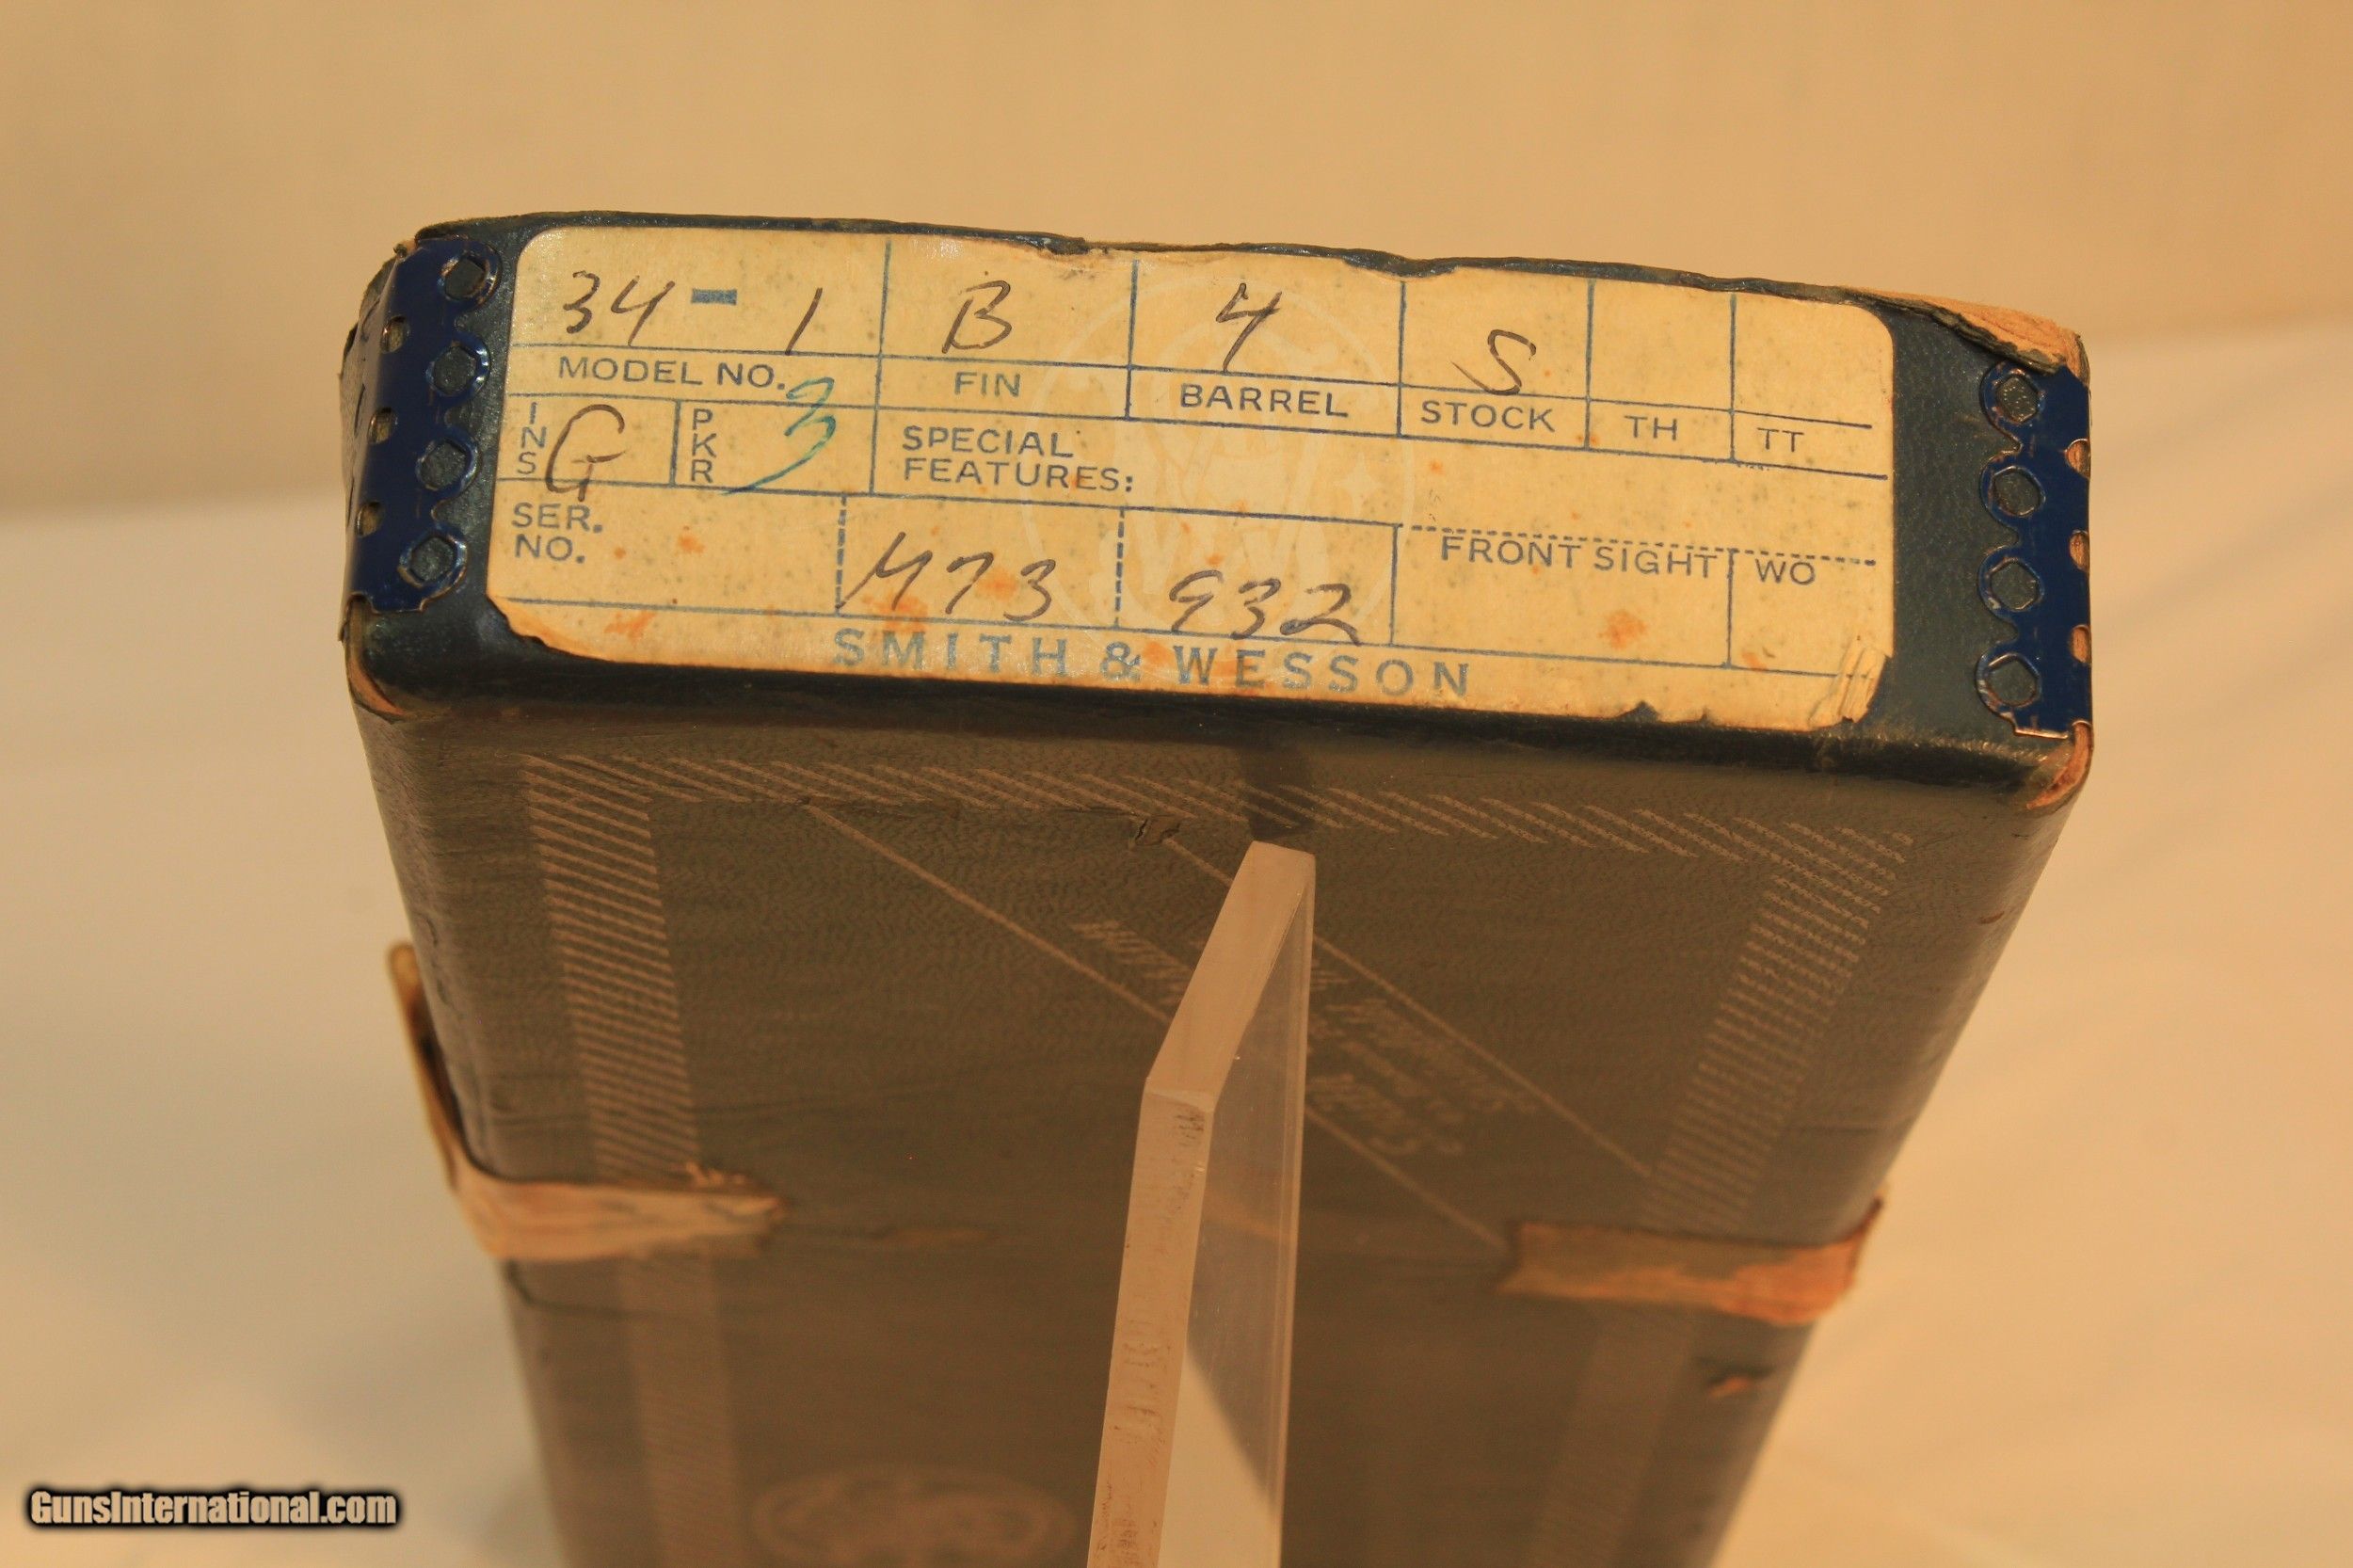 34-1 B 4 S
MODEL NO. FIN BARREL STOCK TH TT
INS G PKR 3 SPECIAL
FEATURES:
SER.
NO. 473 932 FRONT SIGHT WO
SMITH & WESSON
GunsInternational.com